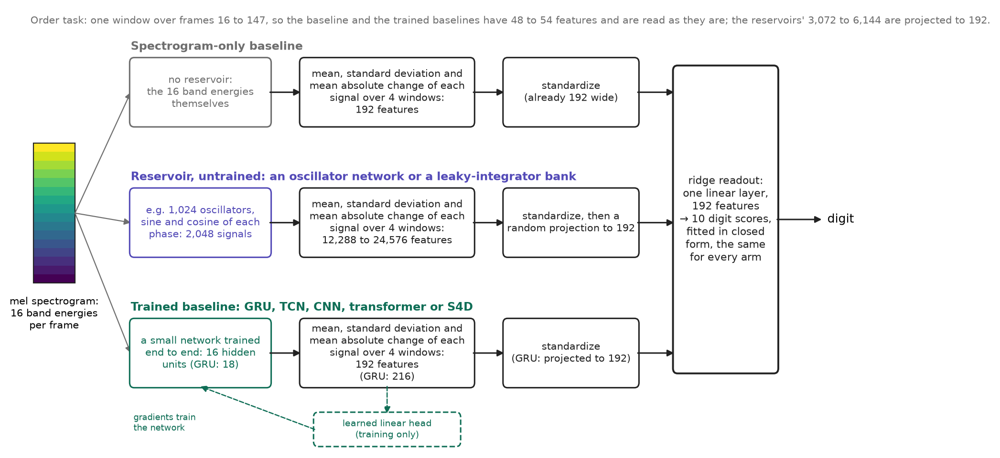 Order task: one window over frames 16 to 147, so the baseline and the trained baselines have 48 to 54 features and are read as they are; the reservoirs' 3,072 to 6,144 are projected to 192.
Spectrogram-only baseline
no reservoir:
the 16 band energies
themselves
mean, standard deviation and
mean absolute change of each
signal over 4 windows:
192 features
standardize
(already 192 wide)
Reservoir, untrained: an oscillator network or a leaky-integrator bank
e.g. 1,024 oscillators,
sine and cosine of each
phase: 2,048 signals
mean, standard deviation and
mean absolute change of each
signal over 4 windows:
12,288 to 24,576 features
standardize, then a
random projection to 192
ridge readout:
one linear layer,
192 features
→ 10 digit scores,
fitted in closed
form, the same
for every arm
digit
mel spectrogram:
16 band energies
per frame
Trained baseline: GRU, TCN, CNN, transformer or S4D
a small network trained
end to end: 16 hidden
units (GRU: 18)
mean, standard deviation and
mean absolute change of each
signal over 4 windows:
192 features
(GRU: 216)
standardize
(GRU: projected to 192)
gradients train
the network
learned linear head
(training only)